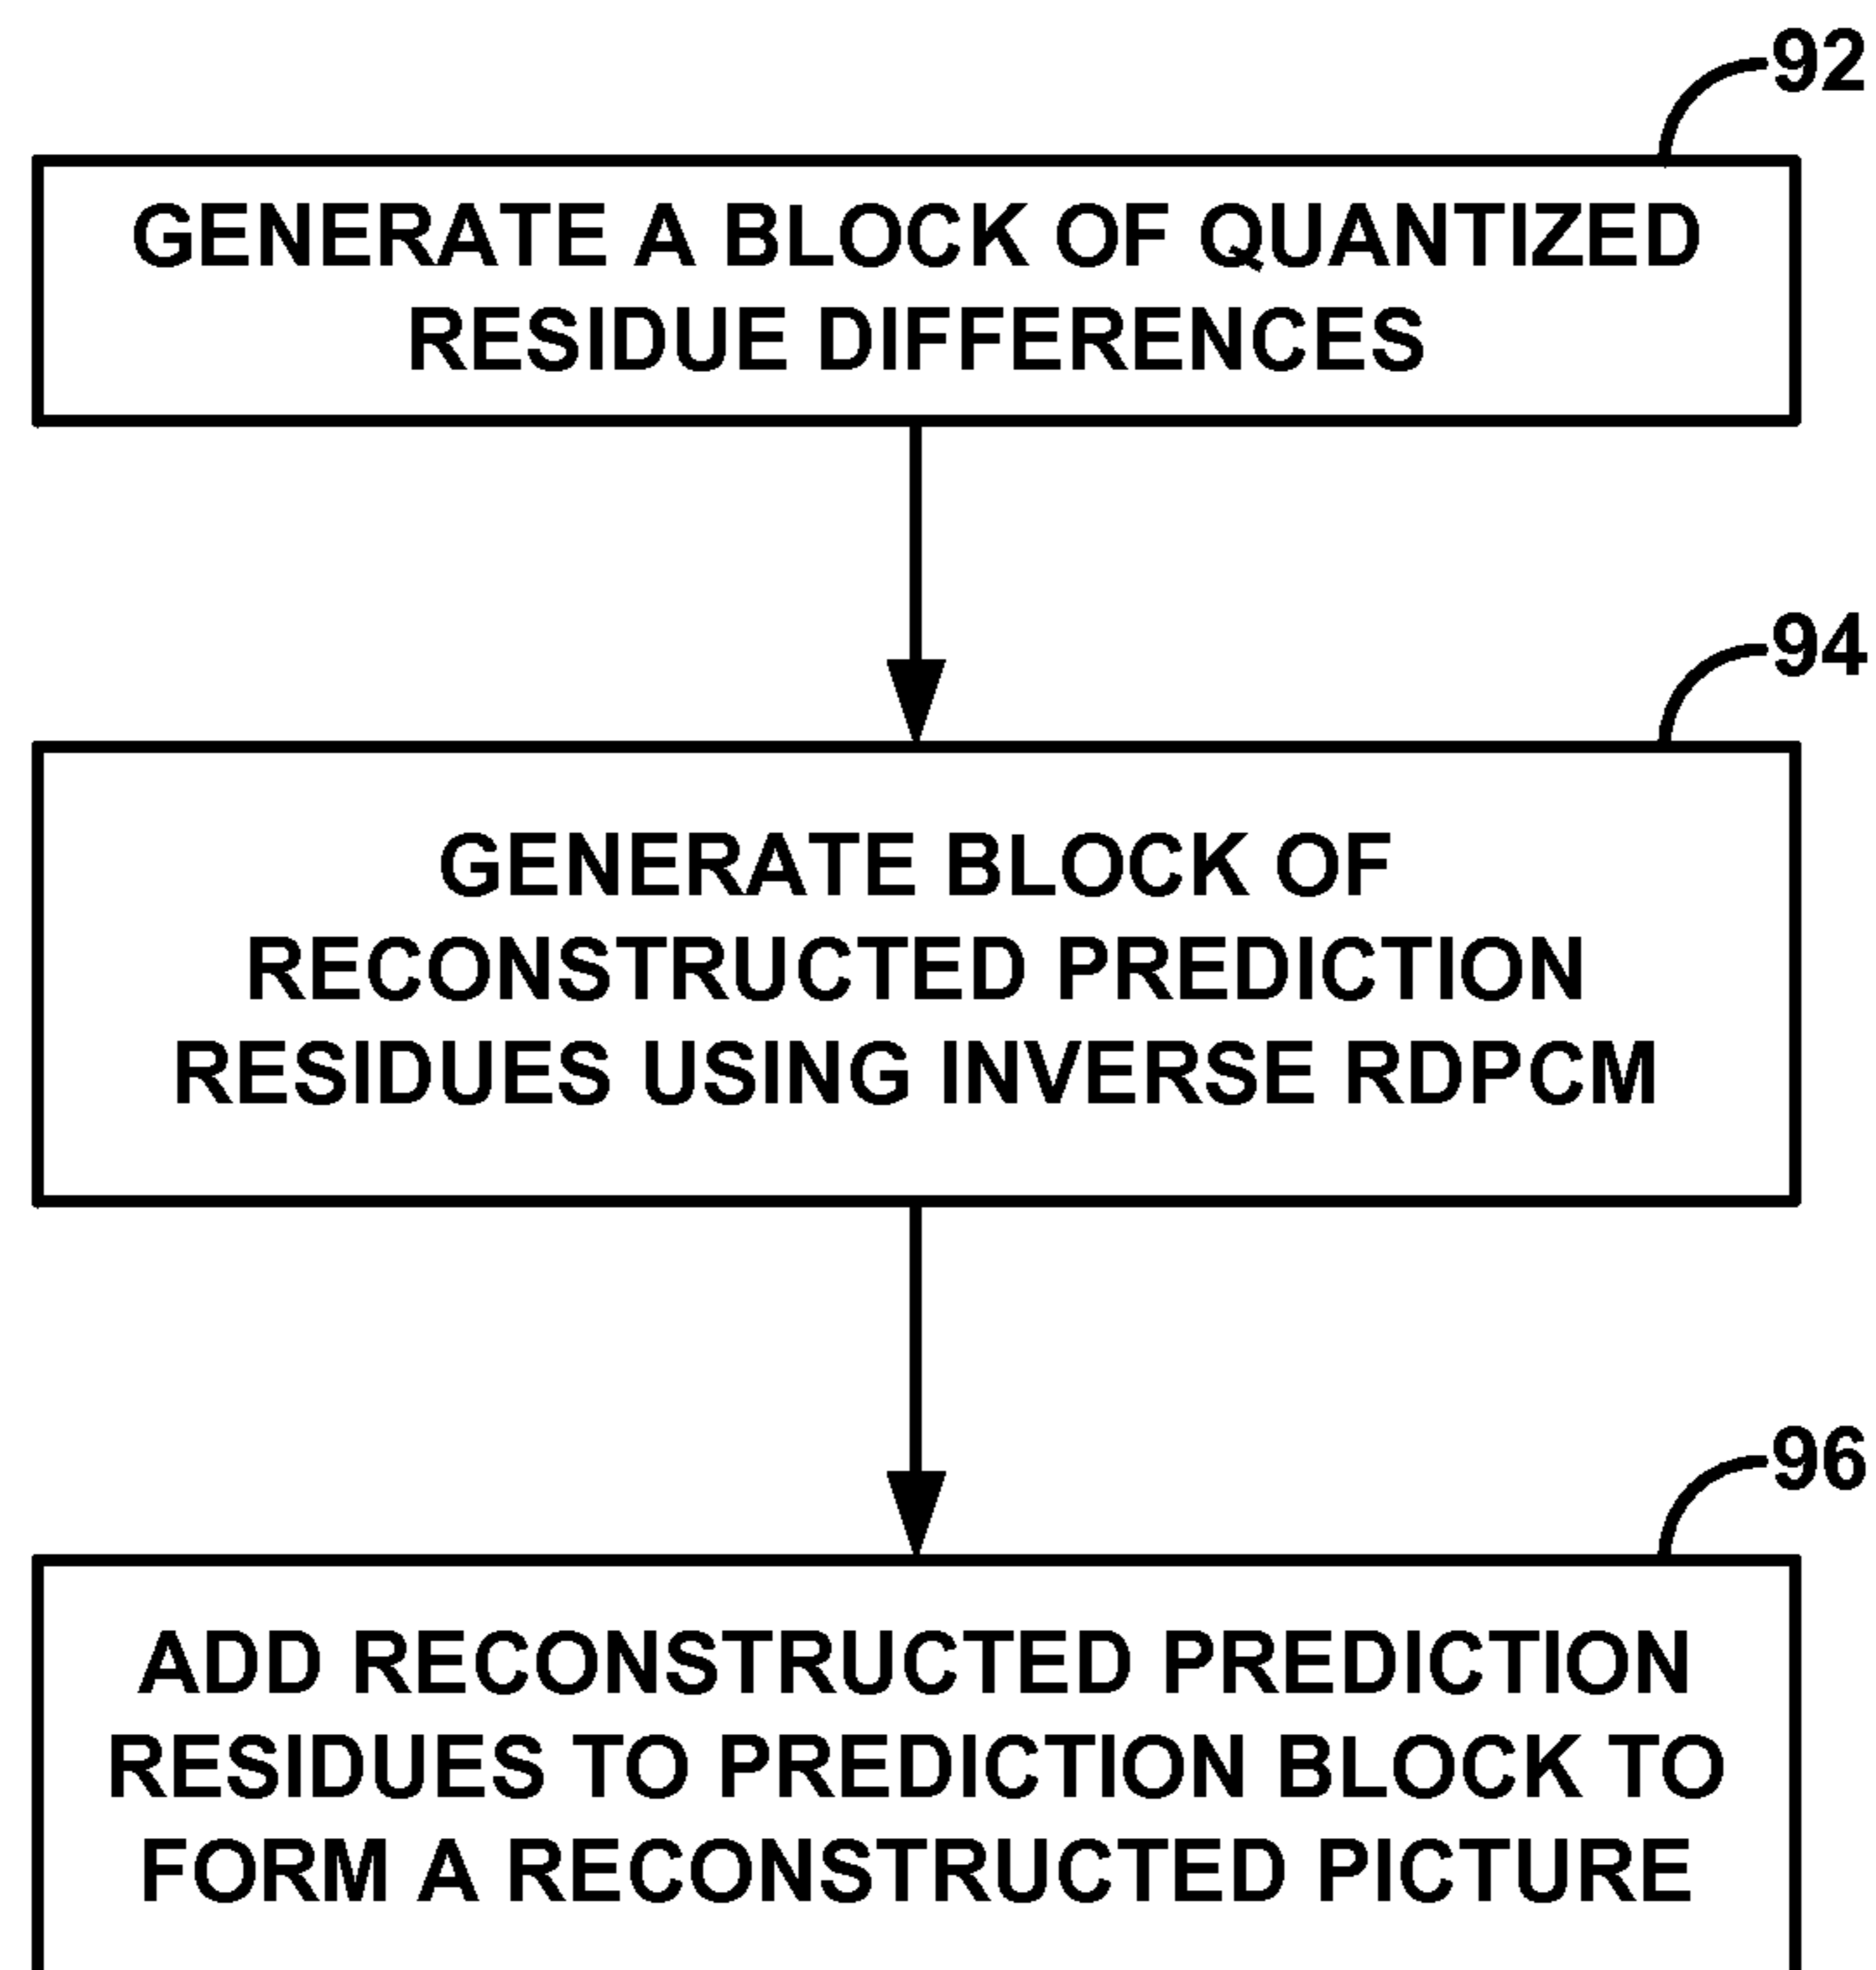 92
GENERATE A BLOCK OF QUANTIZED
RESIDUE DIFFERENCES
94
GENERATE BLOCK OF
RECONSTRUCTED PREDICTION
RESIDUES USING INVERSE RDPCM
96
ADD RECONSTRUCTED PREDICTION
RESIDUES TO PREDICTION BLOCK TO
FORM A RECONSTRUCTED PICTURE